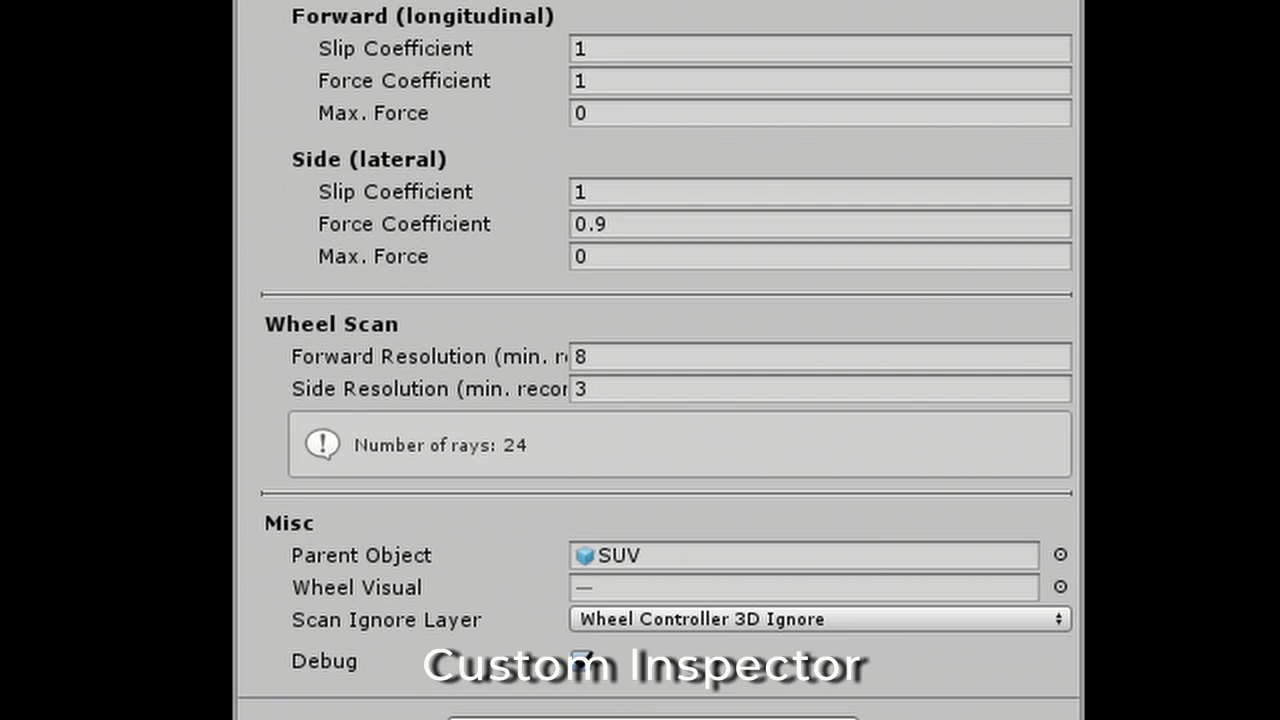 Forward (longitudinal)
Slip Coefficient 1
Force Coefficient 1
Max. Force 0
Side (lateral)
Slip Coefficient 1
Force Coefficient 0.9
Max. Force 0
Wheel Scan
Forward Resolution (min. 8
Side Resolution (min. 3
Number of rays: 24
Misc
Parent Object SUV
Wheel Visual —
Scan Ignore Layer Wheel Controller 3D Ignore
Debug
Custom Inspector